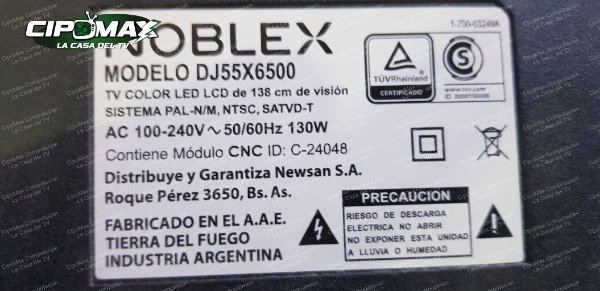 CIPOMAX
LA CASA DEL TV
NOBLEX
1-700-03249A
MODELO DJ55X6500
TV COLOR LED LCD de 138 cm de visión
SISTEMA PAL-N/M, NTSC, SATVD-T
AC 100-240V ~ 50/60Hz 130W
Contiene Módulo CNC ID: C-24048
Distribuye y Garantiza Newsan S.A.
Roque Pérez 3650, Bs. As.
FABRICADO EN EL A.A.E.
TIERRA DEL FUEGO
INDUSTRIA ARGENTINA
TÜVRheinland
CERTIFICADO
S
PRECAUCIÓN
RIESGO DE DESCARGA
ELECTRICA NO ABRIR
NO EXPONER ESTA UNIDAD
A LLUVIA O HUMEDAD